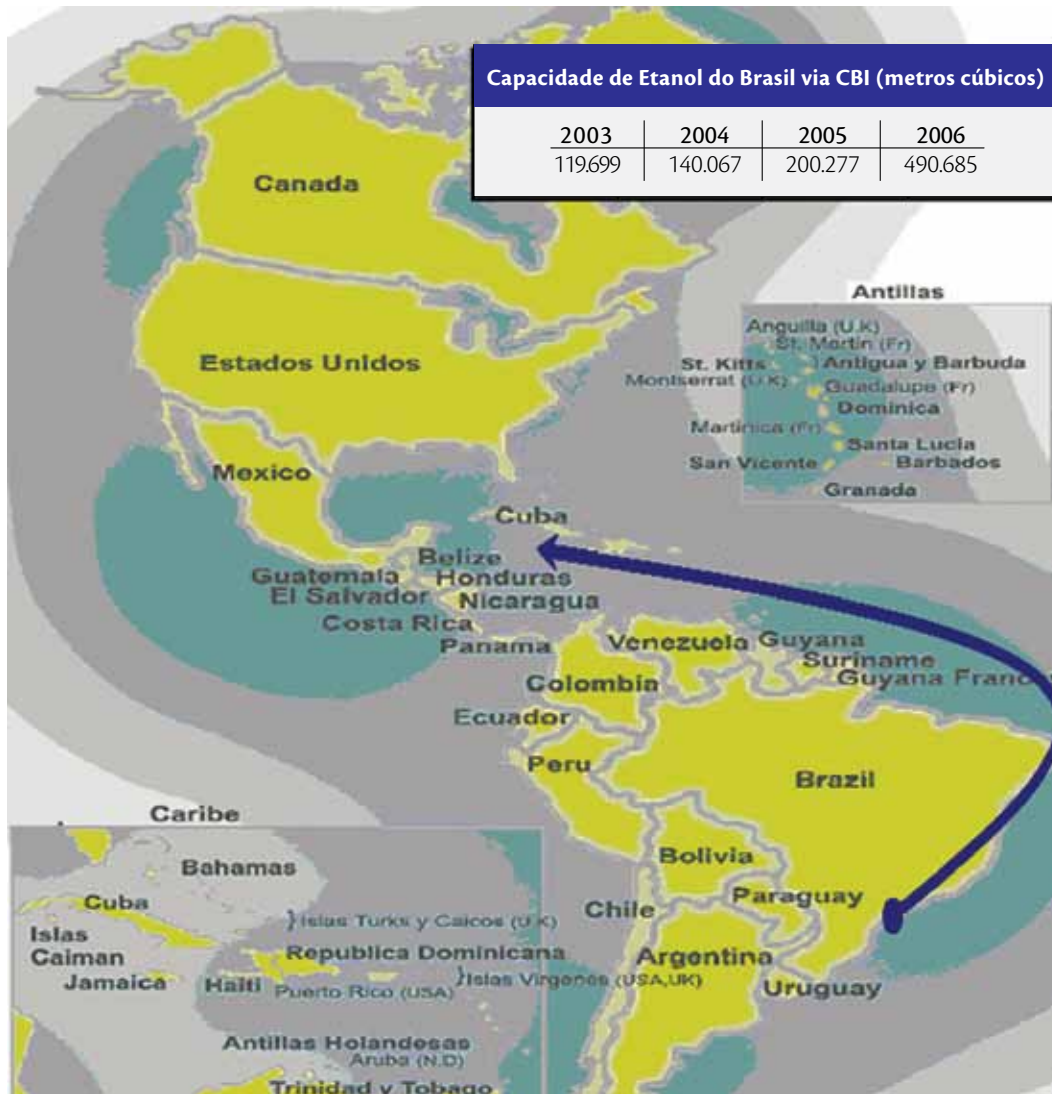 Capacidade de Etanol do Brasil via CBI (metros cúbicos)
2003 2004 2005 2006
119.699 140.067 200.277 490.685
Canada
Estados Unidos
Mexico
Cuba
Belize
Guatemala
Honduras
El Salvador
Nicaragua
Costa Rica
Panama
Venezuela
Guyana
Suriname
Guyana
Colombia
Ecuador
Peru
Brazil
Bolivia
Paraguay
Chile
Argentina
Uruguay
Antillas
Anguilla (U.K)
St. Martin (Fr)
St. Kitts
Antigua y Barbuda
Montserrat (U.K)
Guadalupe (Fr)
Dominica
Martinica (Fr)
Santa Lucia
San Vicente
Barbados
Granada
Caribe
Bahamas
Cuba
}Islas Turks y Caicos (U.K)
Islas
Caiman
Republica Dominicana
Jamaica
Haiti
Puerto Rico (USA)
}Islas Virgenes (USA,UK)
Antillas Holandesas
Aruba (N.D)
Trinidad y Tobago